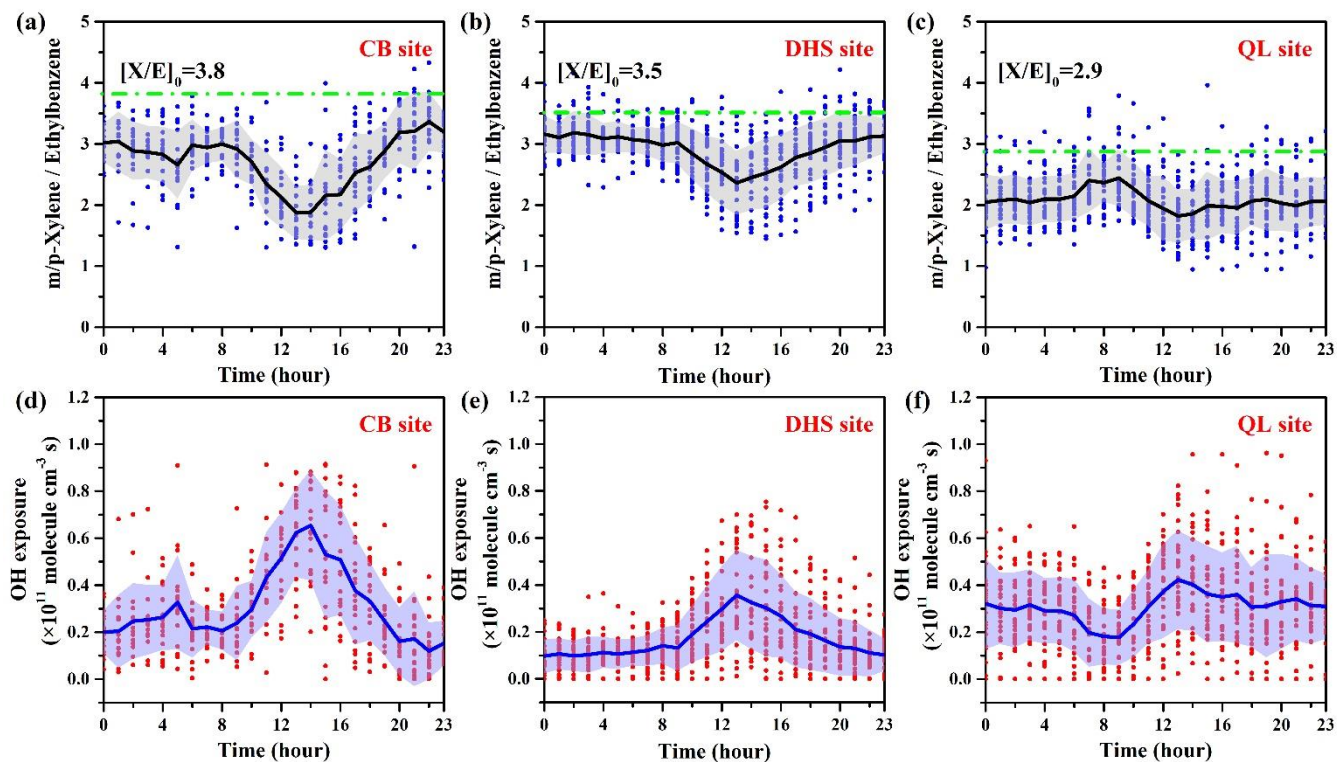 (a)
CB site
[X/E]0=3.8
m/p-Xylene / Ethylbenzene
5
4
3
2
1
0
0 4 8 12 16 20 23
Time (hour)
(b)
DHS site
[X/E]0=3.5
m/p-Xylene / Ethylbenzene
5
4
3
2
1
0
0 4 8 12 16 20 23
Time (hour)
(c)
QL site
[X/E]0=2.9
m/p-Xylene / Ethylbenzene
5
4
3
2
1
0
0 4 8 12 16 20 23
Time (hour)
(d)
CB site
OH exposure
(×10¹¹ molecule cm⁻³ s)
1.2
1.0
0.8
0.6
0.4
0.2
0.0
0 4 8 12 16 20 23
Time (hour)
(e)
DHS site
OH exposure
(×10¹¹ molecule cm⁻³ s)
1.2
1.0
0.8
0.6
0.4
0.2
0.0
0 4 8 12 16 20 23
Time (hour)
(f)
QL site
OH exposure
(×10¹¹ molecule cm⁻³ s)
1.2
1.0
0.8
0.6
0.4
0.2
0.0
0 4 8 12 16 20 23
Time (hour)